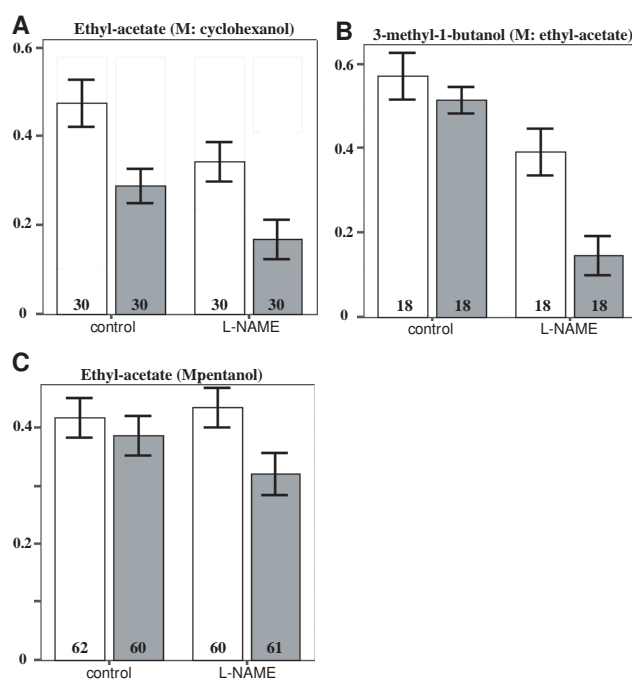 A
Ethyl-acetate (M: cyclohexanol)
0.6
0.4
0.2
0
30 30 30 30
control L-NAME
B
3-methyl-1-butanol (M: ethyl-acetate)
0.6
0.4
0.2
0
18 18 18 18
control L-NAME
C
Ethyl-acetate (Mpentanol)
0.4
0.2
0
62 60 60 61
control L-NAME